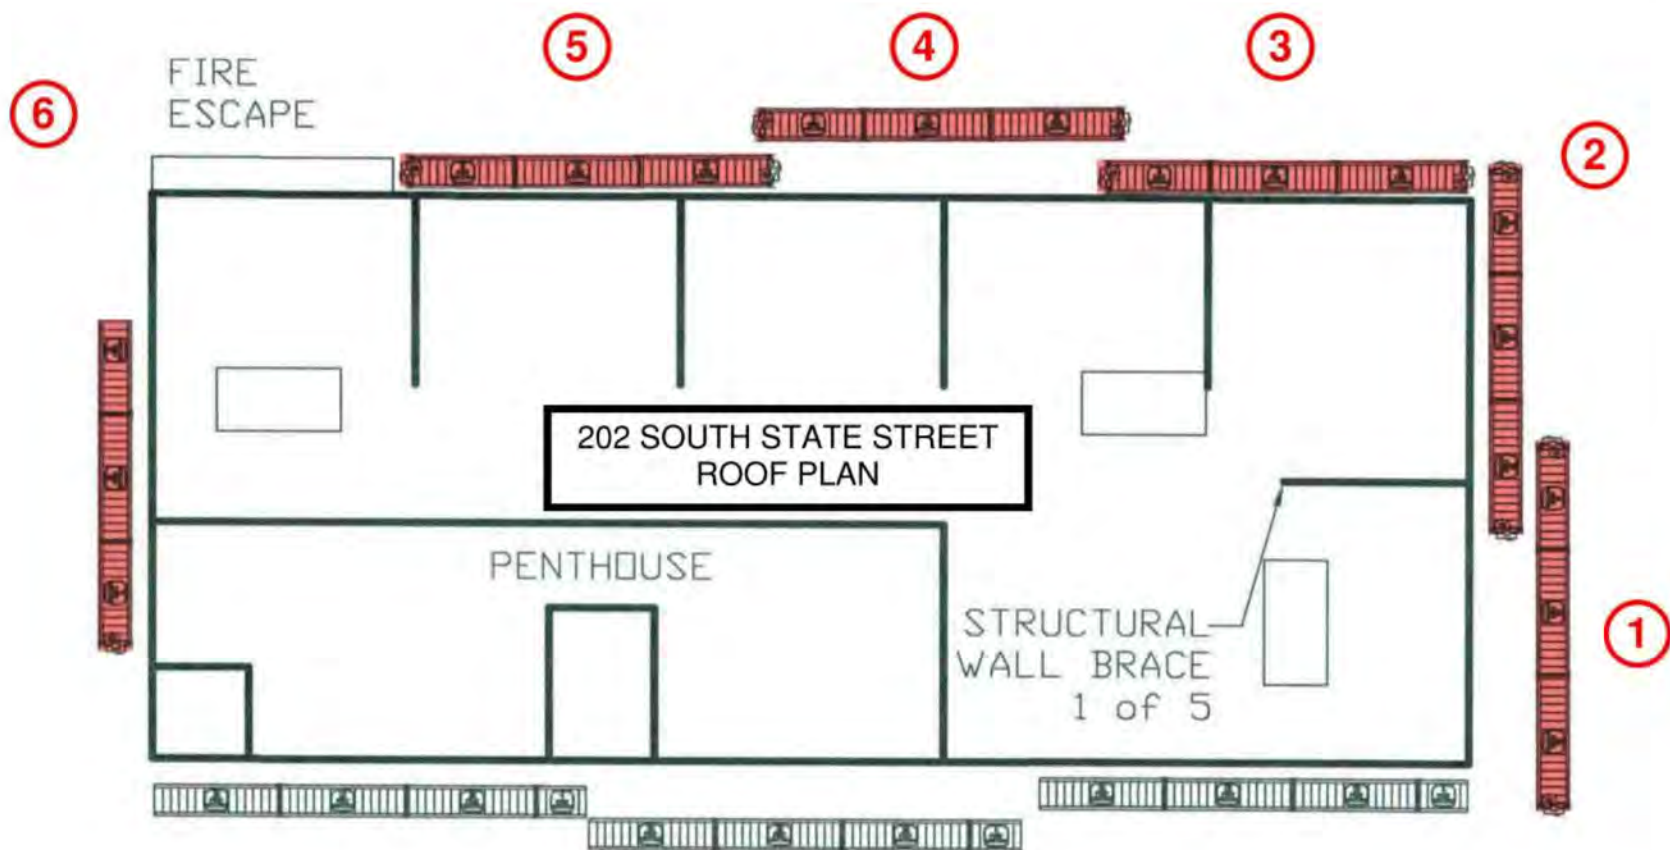 5
4
3
FIRE
ESCAPE
6
2
202 SOUTH STATE STREET
ROOF PLAN
PENTHOUSE
STRUCTURAL
WALL BRACE
1 of 5
1